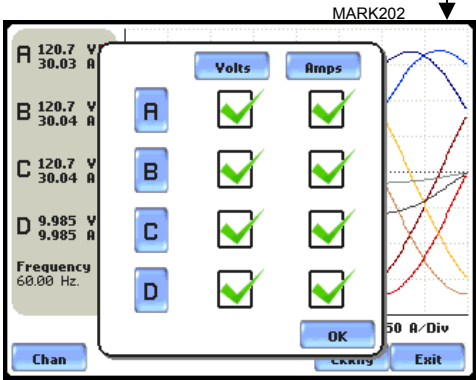 MARK202
A 120.7 V
30.03 A
B 120.7 V
30.04 A
C 120.7 V
30.04 A
D 9.985 V
9.985 A
Frequency
60.00 Hz.
Volts Amps
A
B
C
D
OK
50 A/Div
Chan
Exit